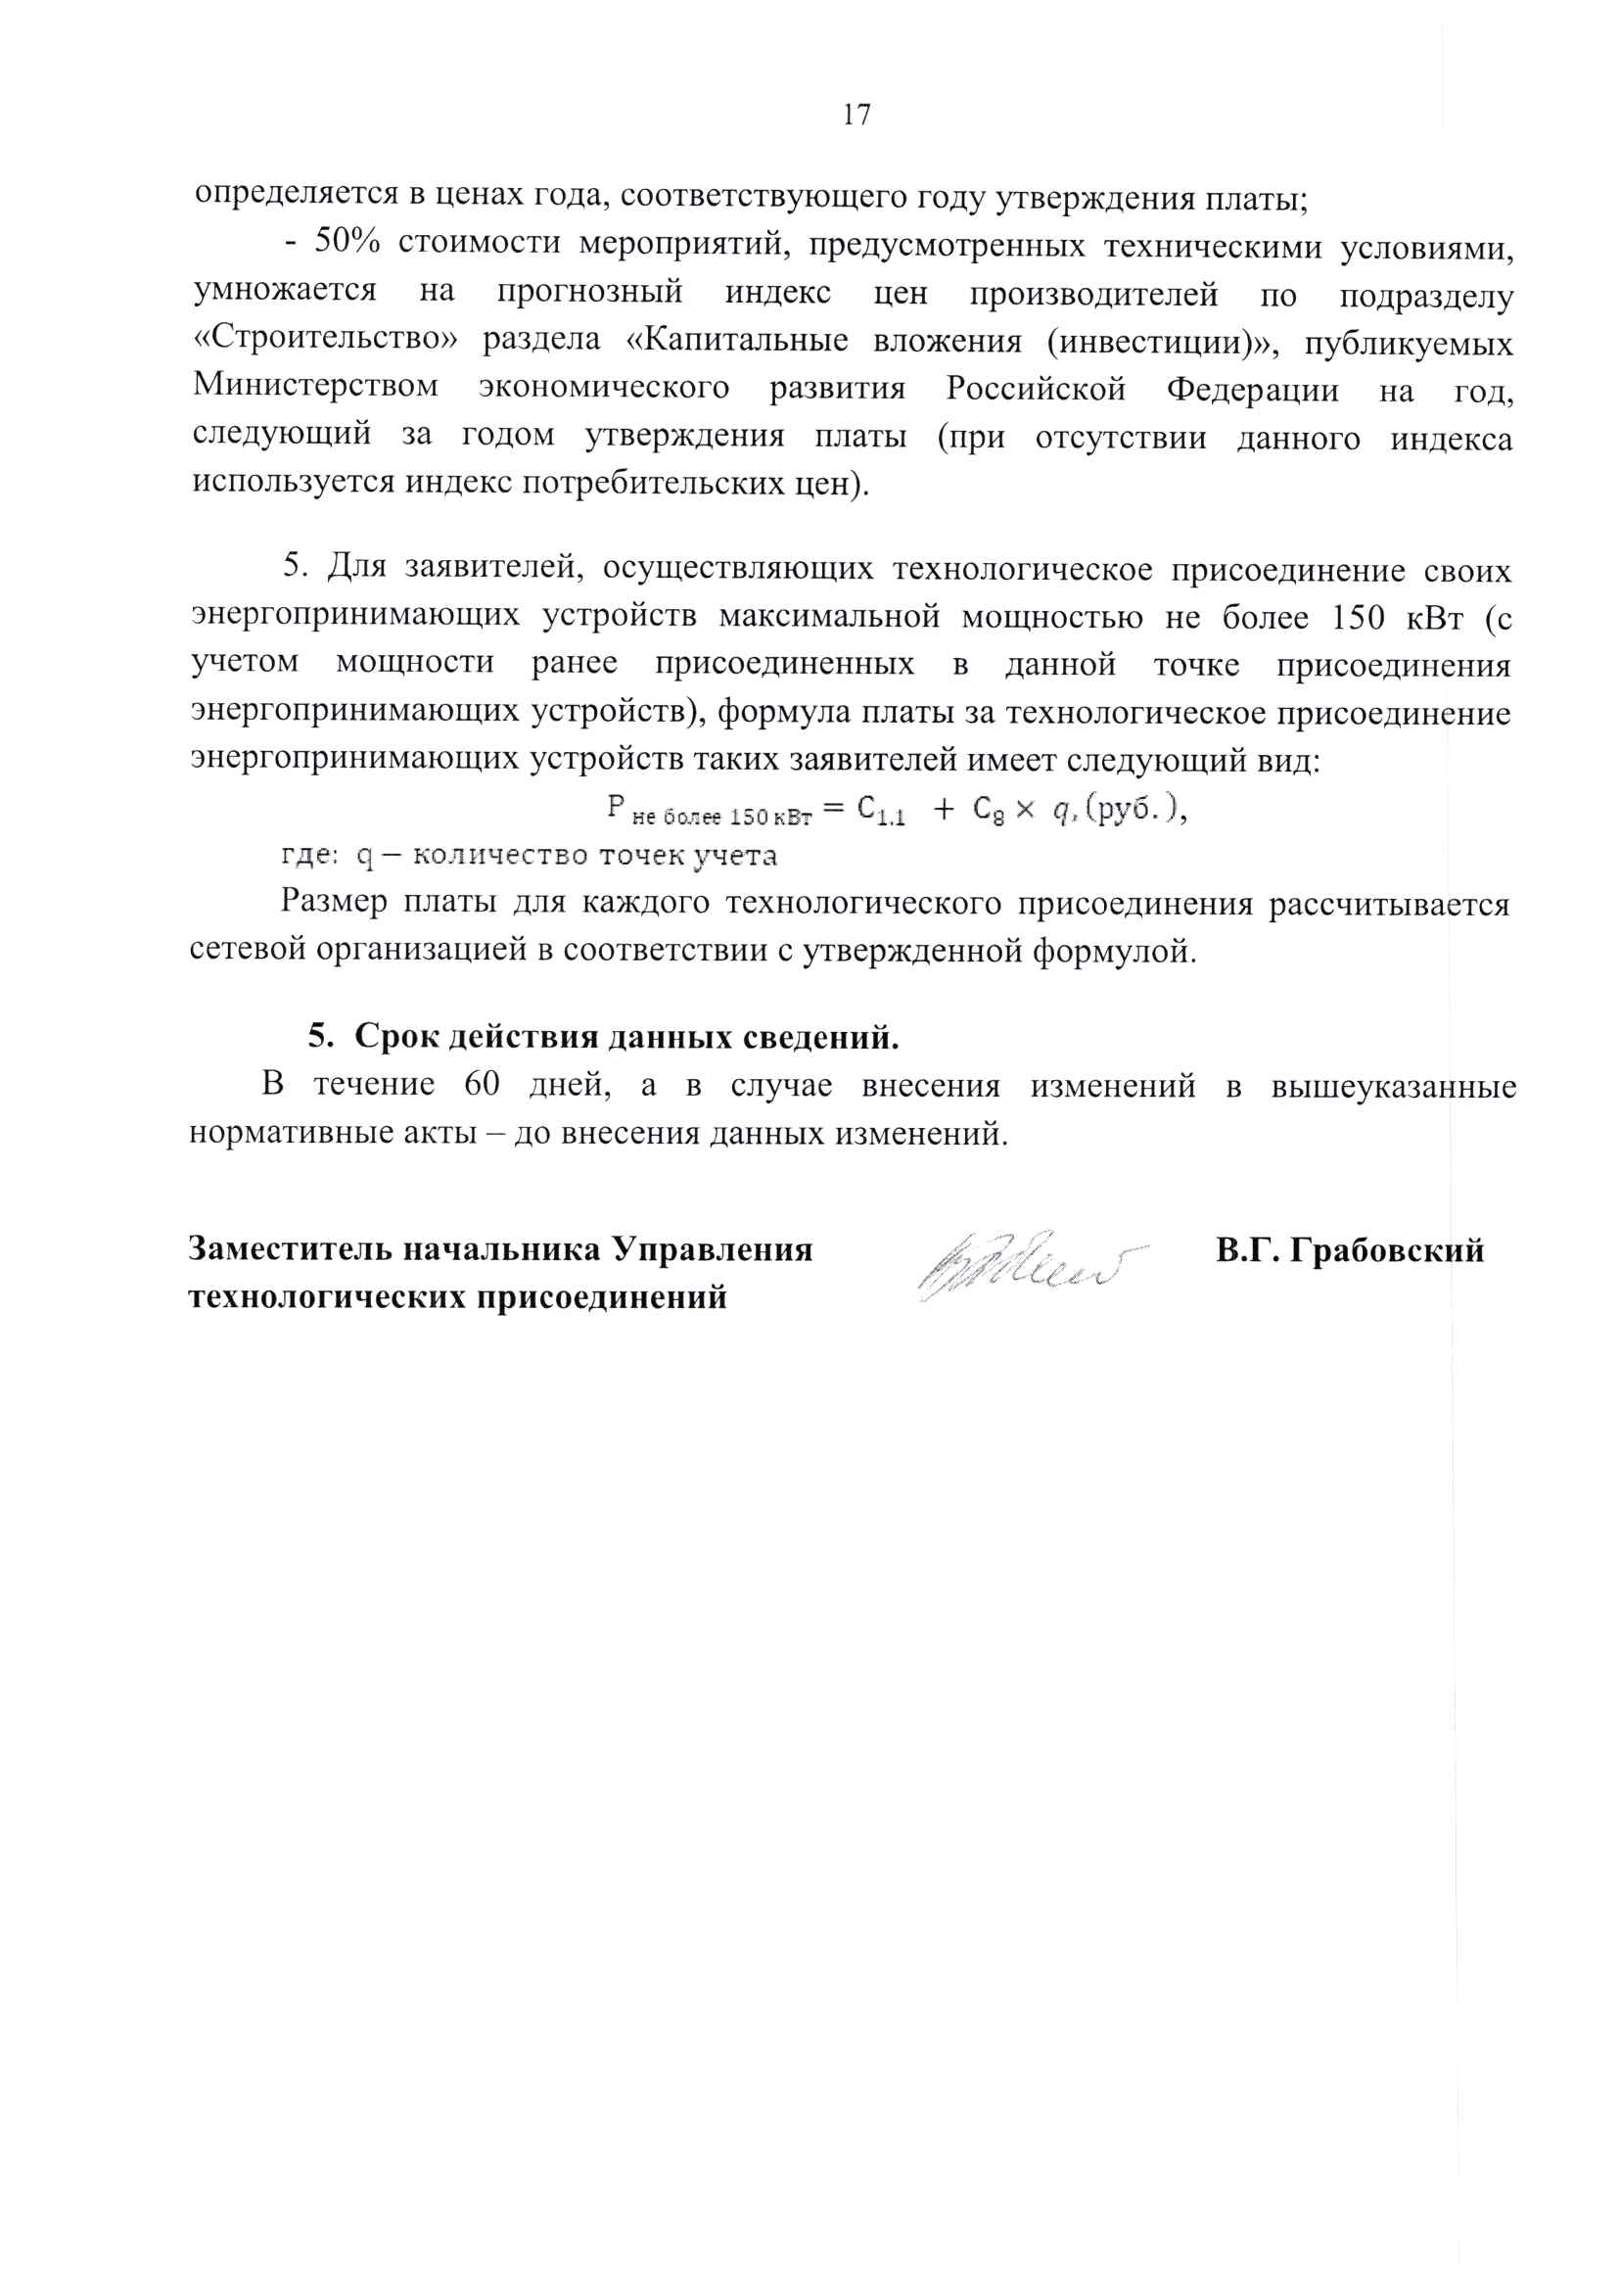 17
определяется в ценах года, соответствующего году утверждения платы;
- 50% стоимости мероприятий, предусмотренных техническими условиями,
умножается на прогнозный индекс цен производителей по подразделу
«Строительство» раздела «Капитальные вложения (инвестиции)», публикуемых
Министерством экономического развития Российской Федерации на год,
следующий за годом утверждения платы (при отсутствии данного индекса
используется индекс потребительских цен).
5. Для заявителей, осуществляющих технологическое присоединение своих
энергопринимающих устройств максимальной мощностью не более 150 кВт (с
учетом мощности ранее присоединенных в данной точке присоединения
энергопринимающих устройств), формула платы за технологическое присоединение
энергопринимающих устройств таких заявителей имеет следующий вид:
P не более 150 кВт = C1.1 + C8 × q, (руб.),
где: q – количество точек учета
Размер платы для каждого технологического присоединения рассчитывается
сетевой организацией в соответствии с утвержденной формулой.
5. Срок действия данных сведений.
В течение 60 дней, а в случае внесения изменений в вышеуказанные
нормативные акты – до внесения данных изменений.
Заместитель начальника Управления В.Г. Грабовский
технологических присоединений